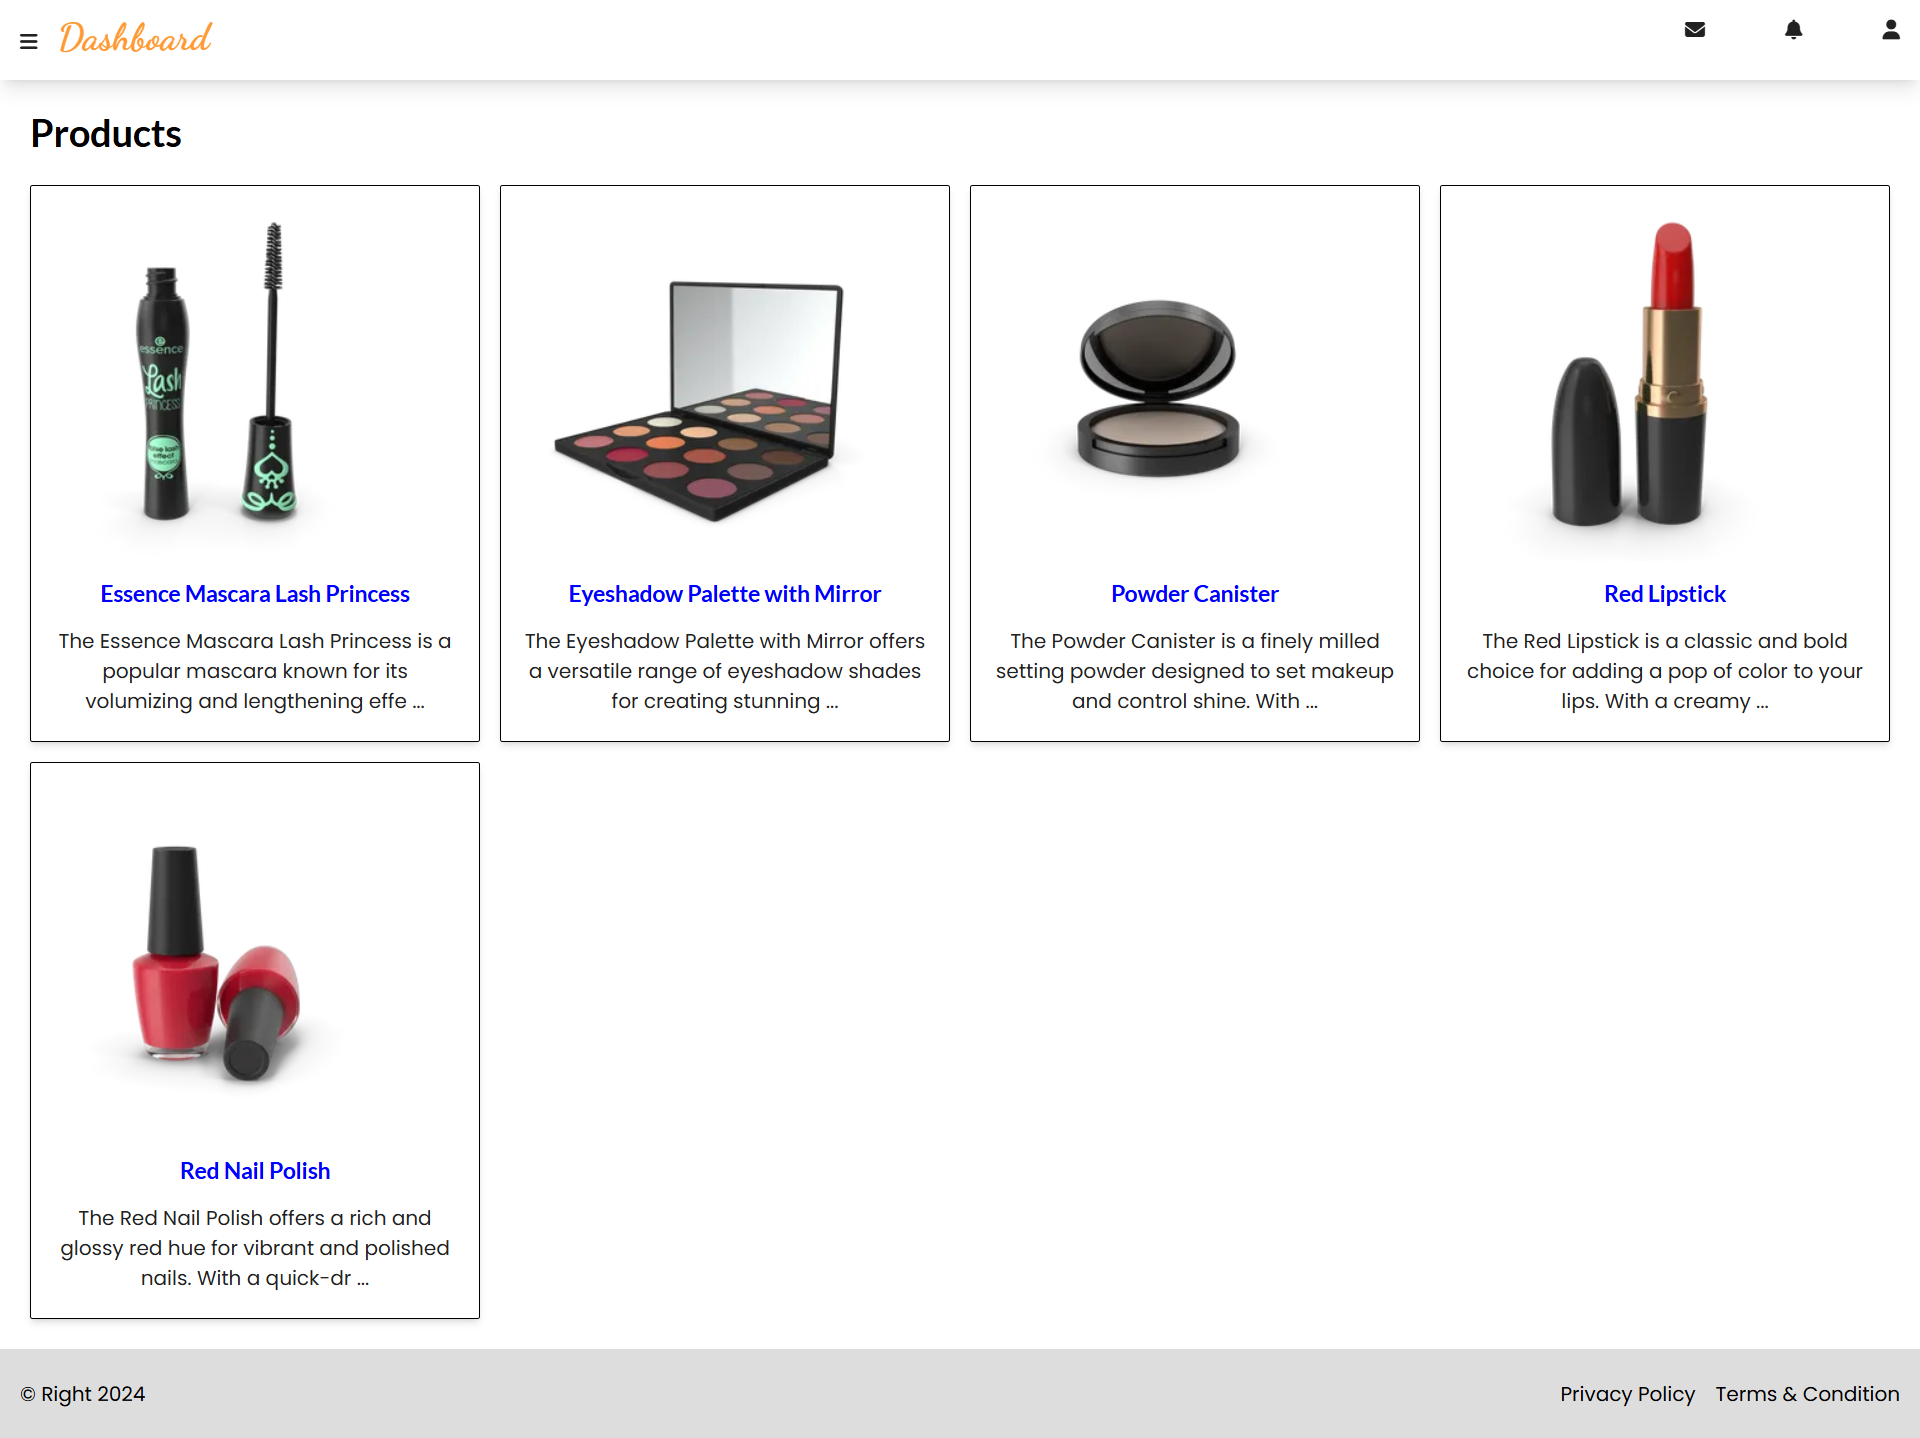 Dashboard
Products
essence
Lash
PRINCESS
effect
Essence Mascara Lash Princess
The Essence Mascara Lash Princess is a
popular mascara known for its
volumizing and lengthening effe ...
Eyeshadow Palette with Mirror
The Eyeshadow Palette with Mirror offers
a versatile range of eyeshadow shades
for creating stunning ...
Powder Canister
The Powder Canister is a finely milled
setting powder designed to set makeup
and control shine. With ...
Red Lipstick
The Red Lipstick is a classic and bold
choice for adding a pop of color to your
lips. With a creamy ...
Red Nail Polish
The Red Nail Polish offers a rich and
glossy red hue for vibrant and polished
nails. With a quick-dr ...
© Right 2024
Privacy Policy Terms & Condition